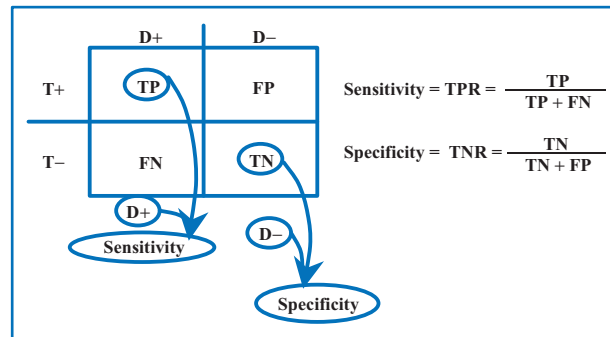 D+ D−
T+ TP FP
Sensitivity = TPR = TP / TP + FN
T− FN TN
Specificity = TNR = TN / TN + FP
D+
D−
Sensitivity
Specificity